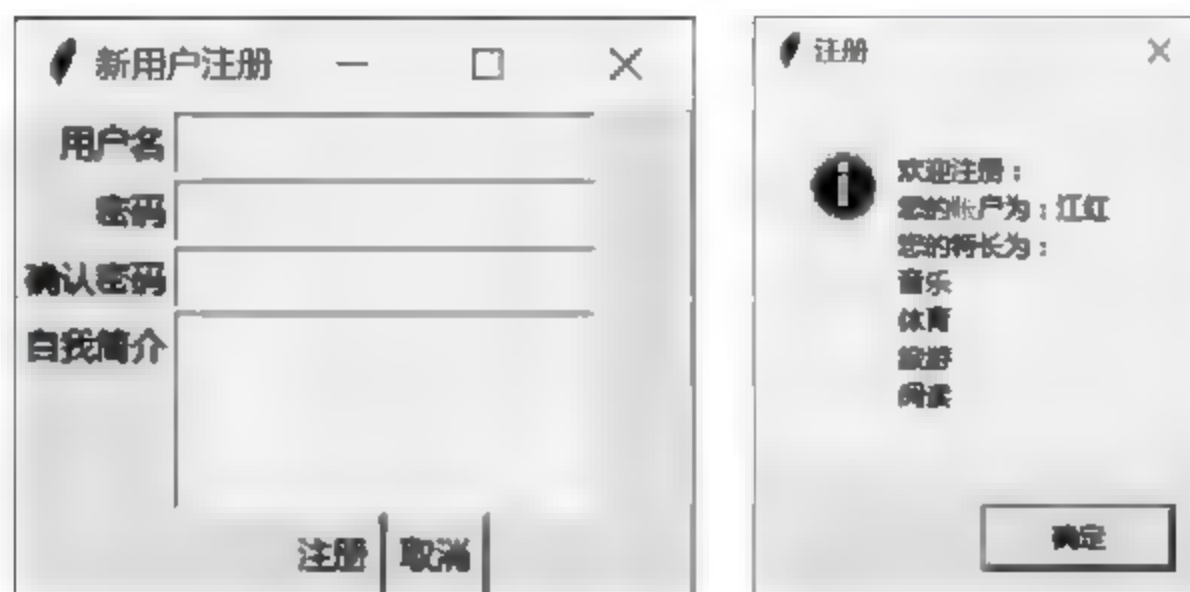 新用户注册
用户名
密码
确认密码
自我简介
注册 取消
注册
欢迎注册：
您的账户为：江红
您的特长为：
音乐
体育
旅游
阅读
确定